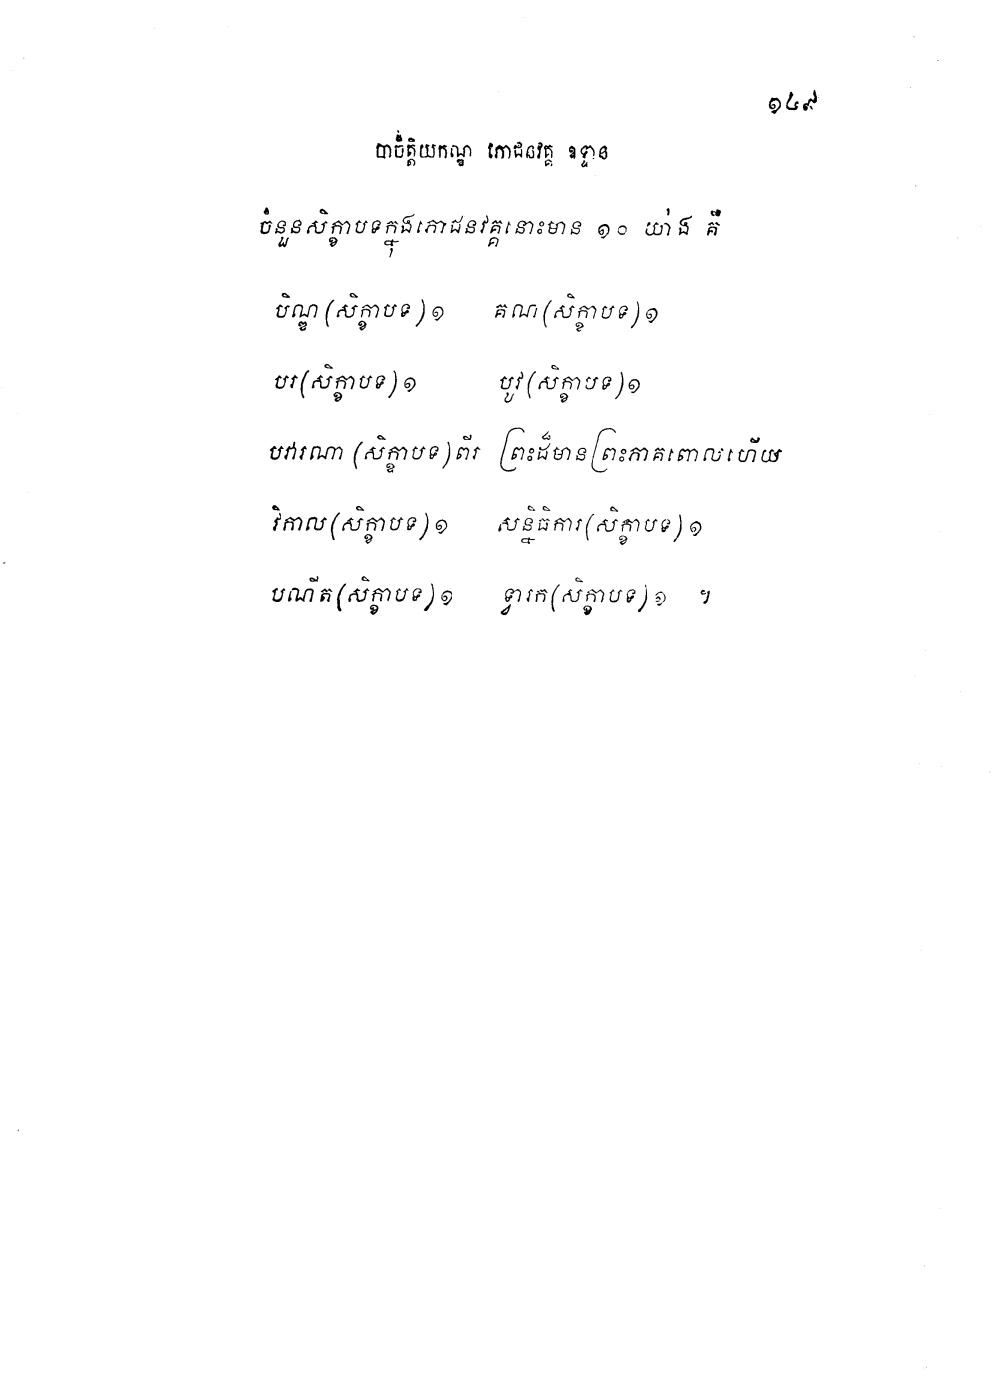 ១៤៩
បាចិត្តិយកណ្ឌ ភោជនវគ្គ ឧទ្ទាន
ចំនួនសិក្ខាបទក្នុងភោជនវគ្គនោះមាន ១០ យ៉ាង គឺ
បិណ្ឌ (សិក្ខាបទ) ១ គណ (សិក្ខាបទ) ១
បរ (សិក្ខាបទ) ១ បូវ (សិក្ខាបទ) ១
បវារណា (សិក្ខាបទ) ពីរ ព្រះដ៏មានព្រះភាគពោលហើយ
វិកាល (សិក្ខាបទ) ១ សន្និធិការ (សិក្ខាបទ) ១
បណីត (សិក្ខាបទ) ១ ទ្វារក (សិក្ខាបទ) ១ ។